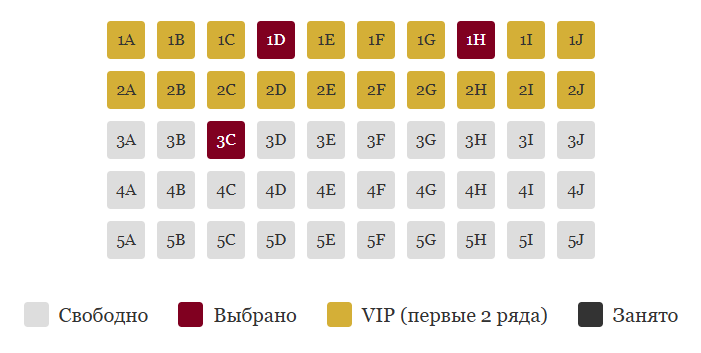 1A 1B 1C 1D 1E 1F 1G 1H 1I 1J
2A 2B 2C 2D 2E 2F 2G 2H 2I 2J
3A 3B 3C 3D 3E 3F 3G 3H 3I 3J
4A 4B 4C 4D 4E 4F 4G 4H 4I 4J
5A 5B 5C 5D 5E 5F 5G 5H 5I 5J
Свободно Выбрано VIP (первые 2 ряда) Занято